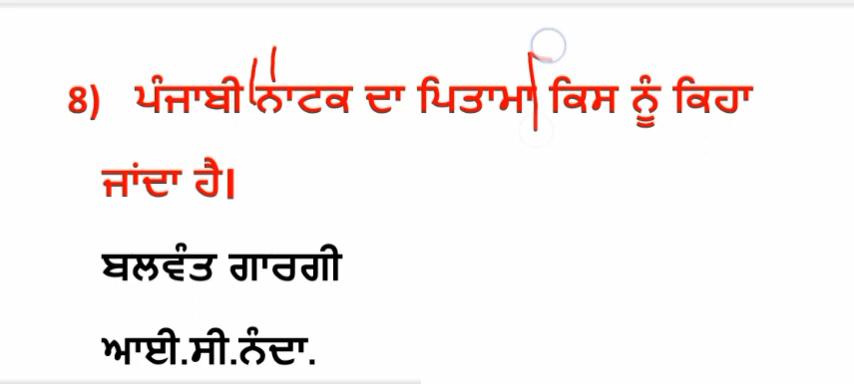 8) ਪੰਜਾਬੀ ਨਾਟਕ ਦਾ ਪਿਤਾਮਾ ਕਿਸ ਨੂੰ ਕਿਹਾ
ਜਾਂਦਾ ਹੈ।
ਬਲਵੰਤ ਗਾਰਗੀ
ਆਈ.ਸੀ.ਨੰਦਾ.